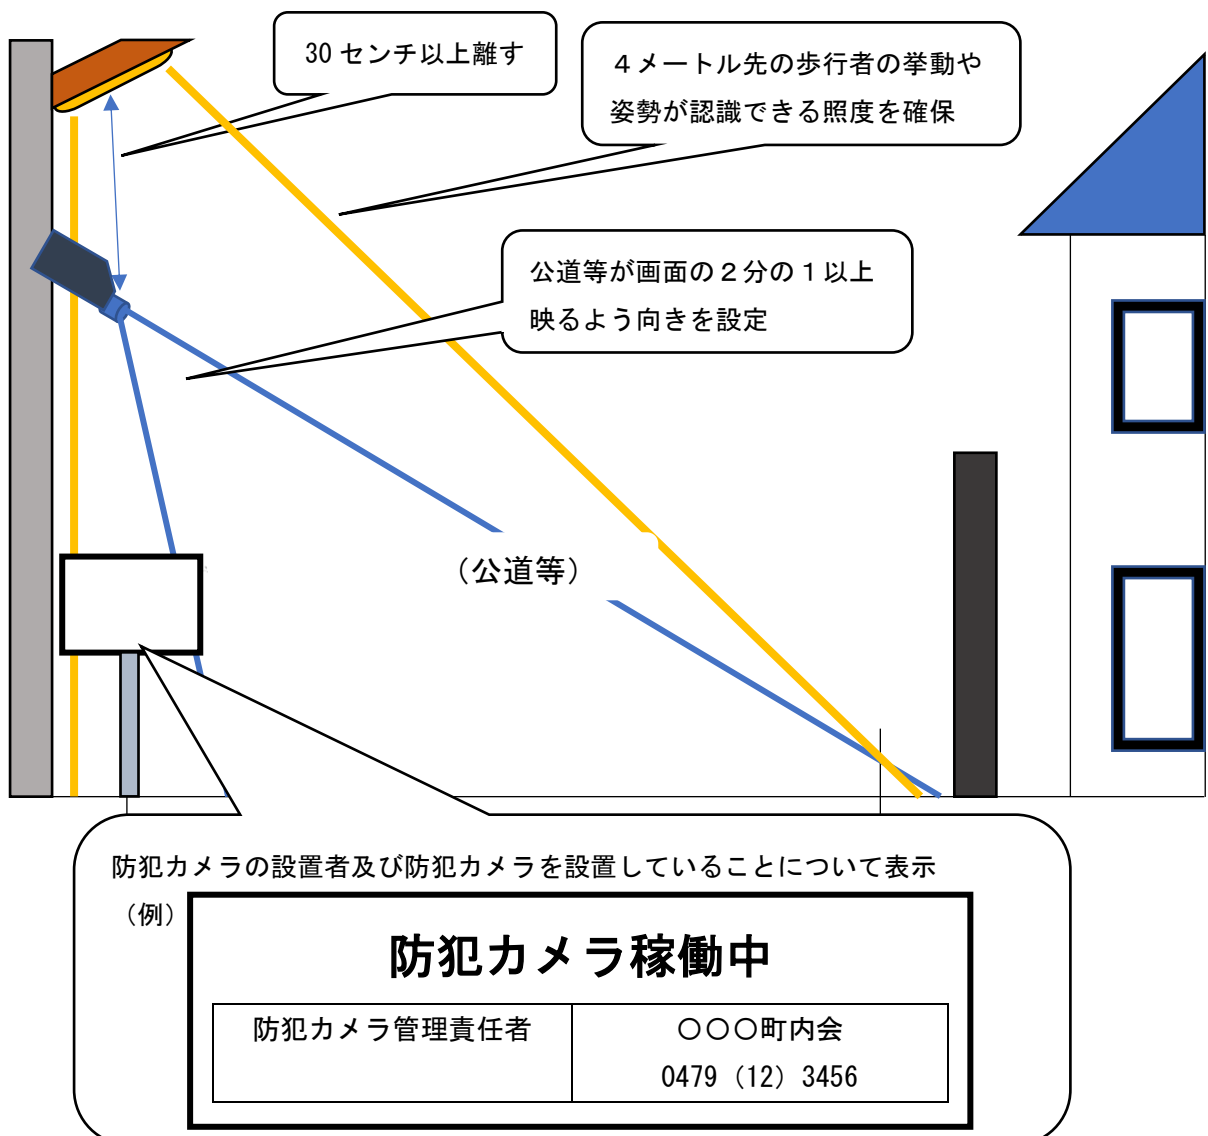 30 センチ以上離す
４メートル先の歩行者の挙動や
姿勢が認識できる照度を確保
公道等が画面の２分の１以上
映るよう向きを設定
（公道等）
防犯カメラの設置者及び防犯カメラを設置していることについて表示
（例）
防犯カメラ稼働中
防犯カメラ管理責任者
○○○町内会
0479（12）3456